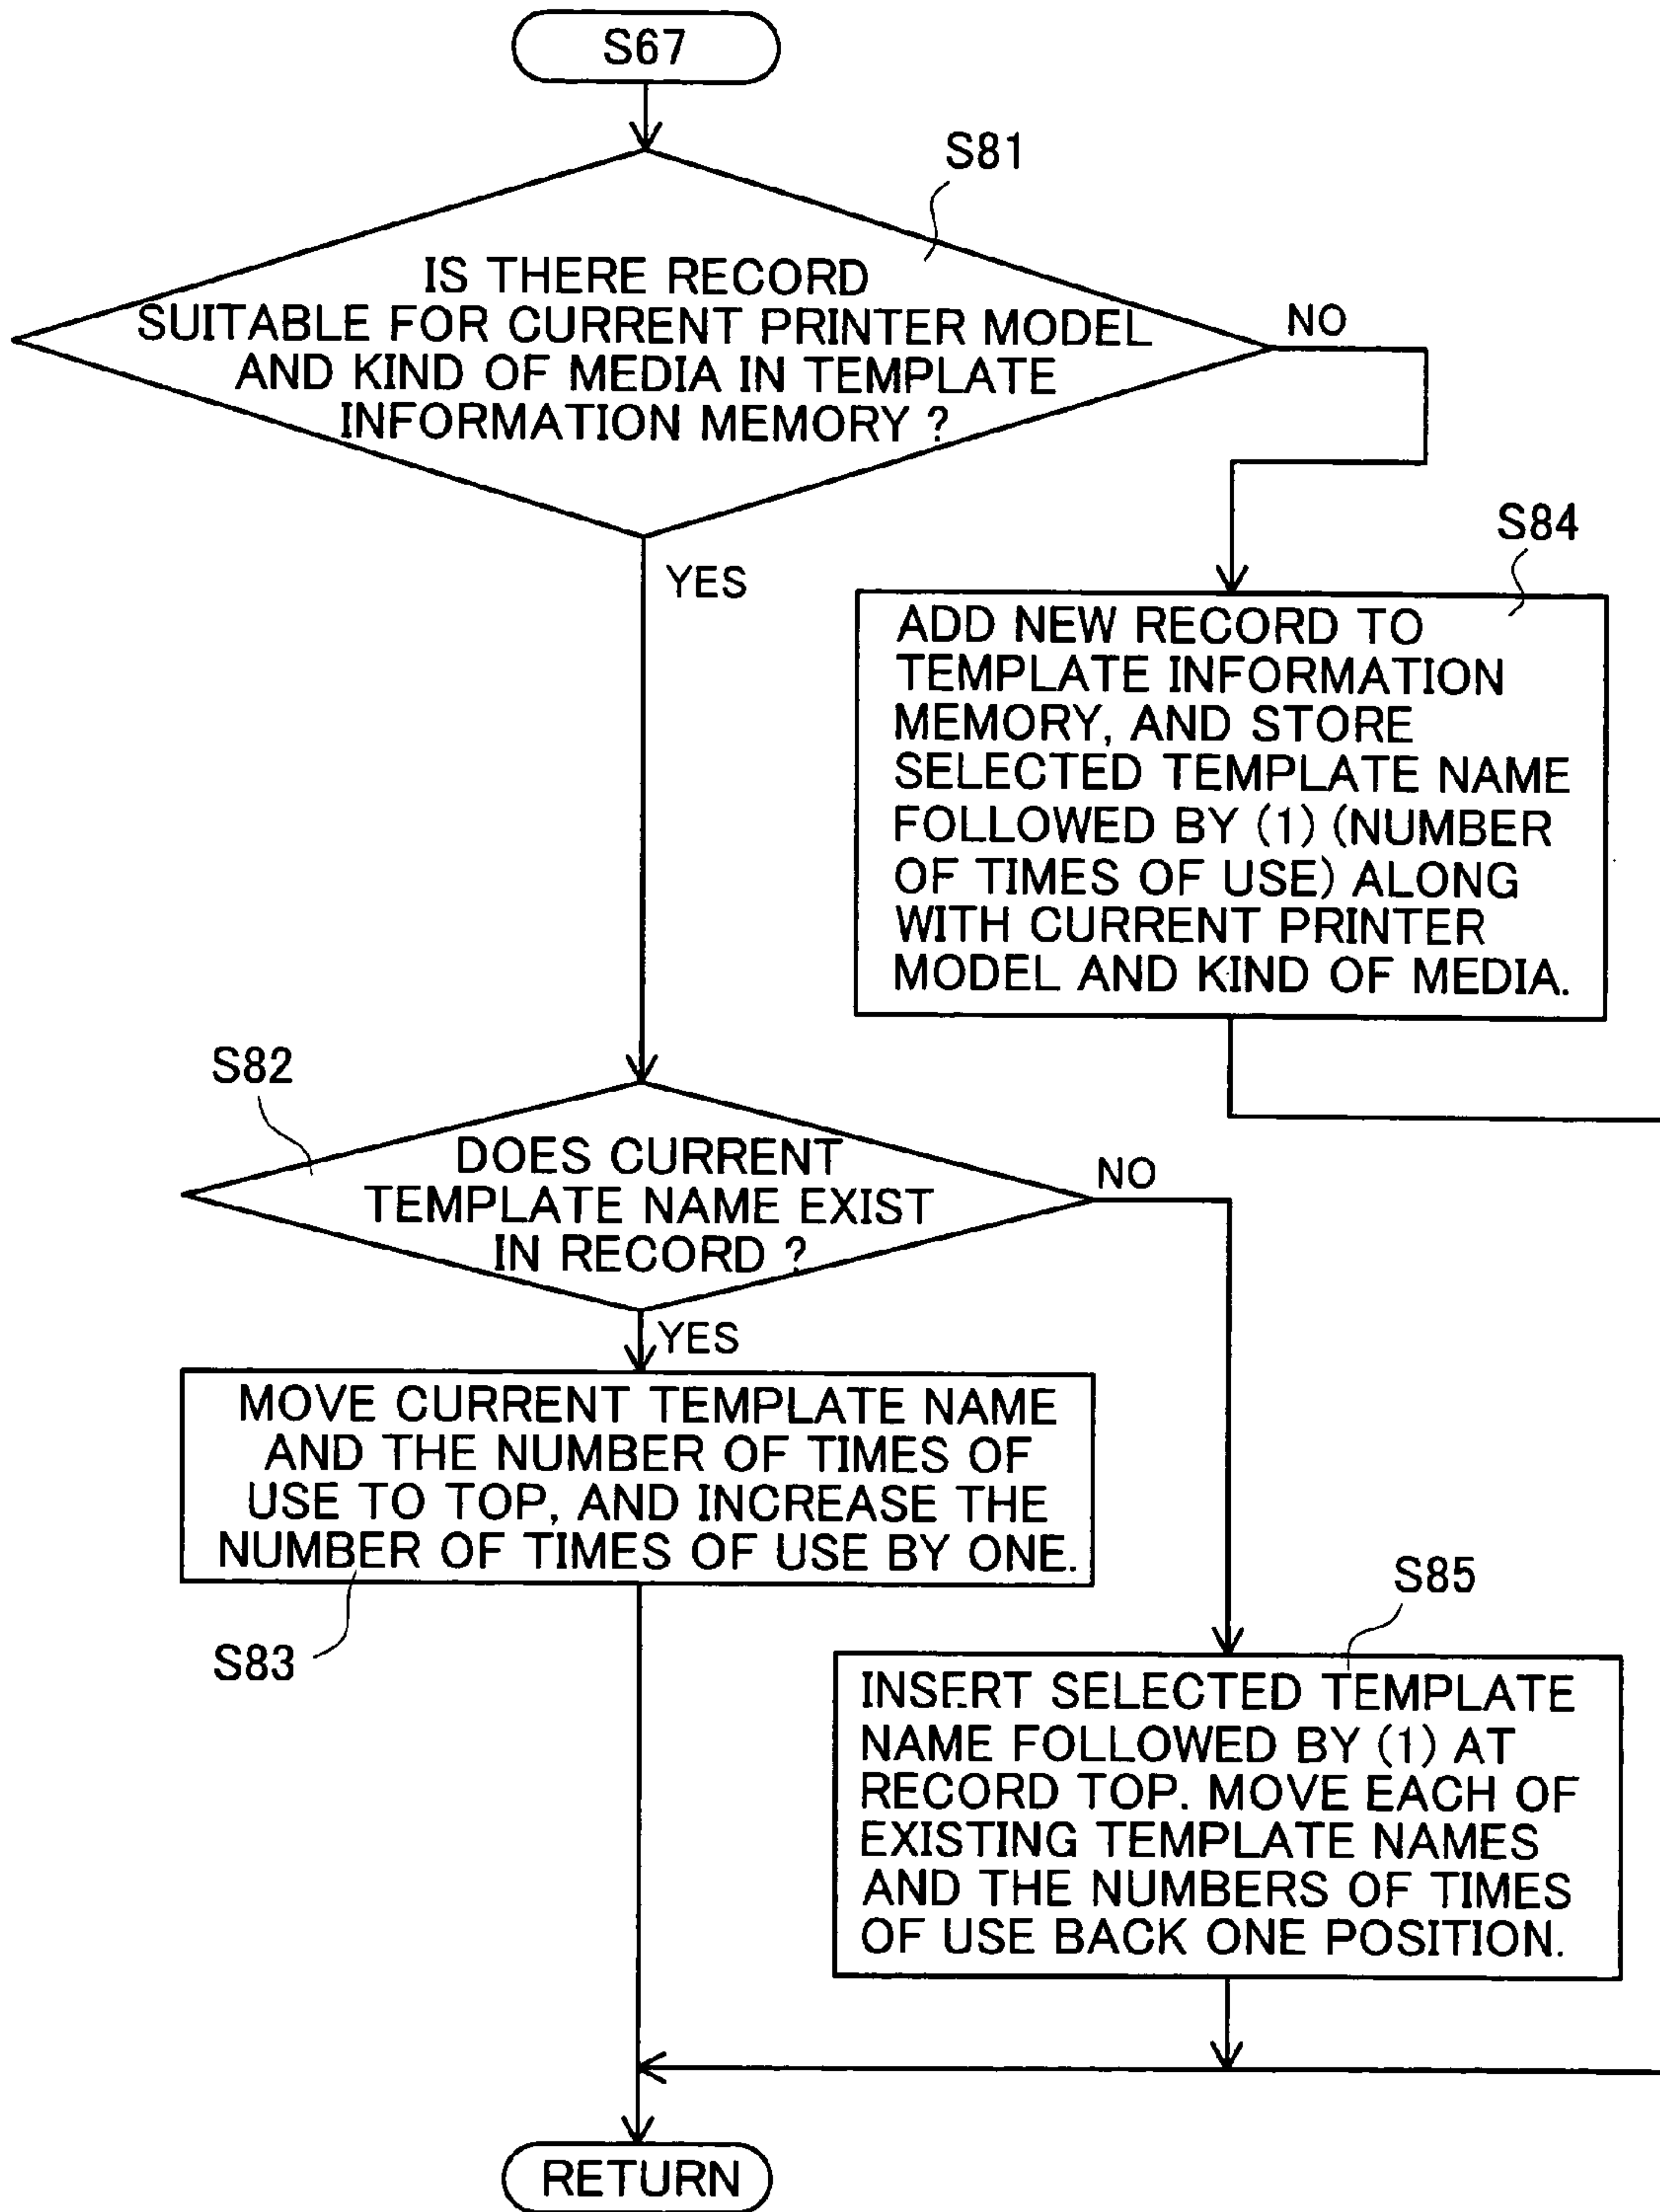 S67
S81
IS THERE RECORD
SUITABLE FOR CURRENT PRINTER MODEL
AND KIND OF MEDIA IN TEMPLATE
INFORMATION MEMORY ?
NO
YES
S84
ADD NEW RECORD TO
TEMPLATE INFORMATION
MEMORY, AND STORE
SELECTED TEMPLATE NAME
FOLLOWED BY (1) (NUMBER
OF TIMES OF USE) ALONG
WITH CURRENT PRINTER
MODEL AND KIND OF MEDIA.
S82
DOES CURRENT
TEMPLATE NAME EXIST
IN RECORD ?
NO
YES
MOVE CURRENT TEMPLATE NAME
AND THE NUMBER OF TIMES OF
USE TO TOP, AND INCREASE THE
NUMBER OF TIMES OF USE BY ONE.
S83
S85
INSERT SELECTED TEMPLATE
NAME FOLLOWED BY (1) AT
RECORD TOP. MOVE EACH OF
EXISTING TEMPLATE NAMES
AND THE NUMBERS OF TIMES
OF USE BACK ONE POSITION.
RETURN